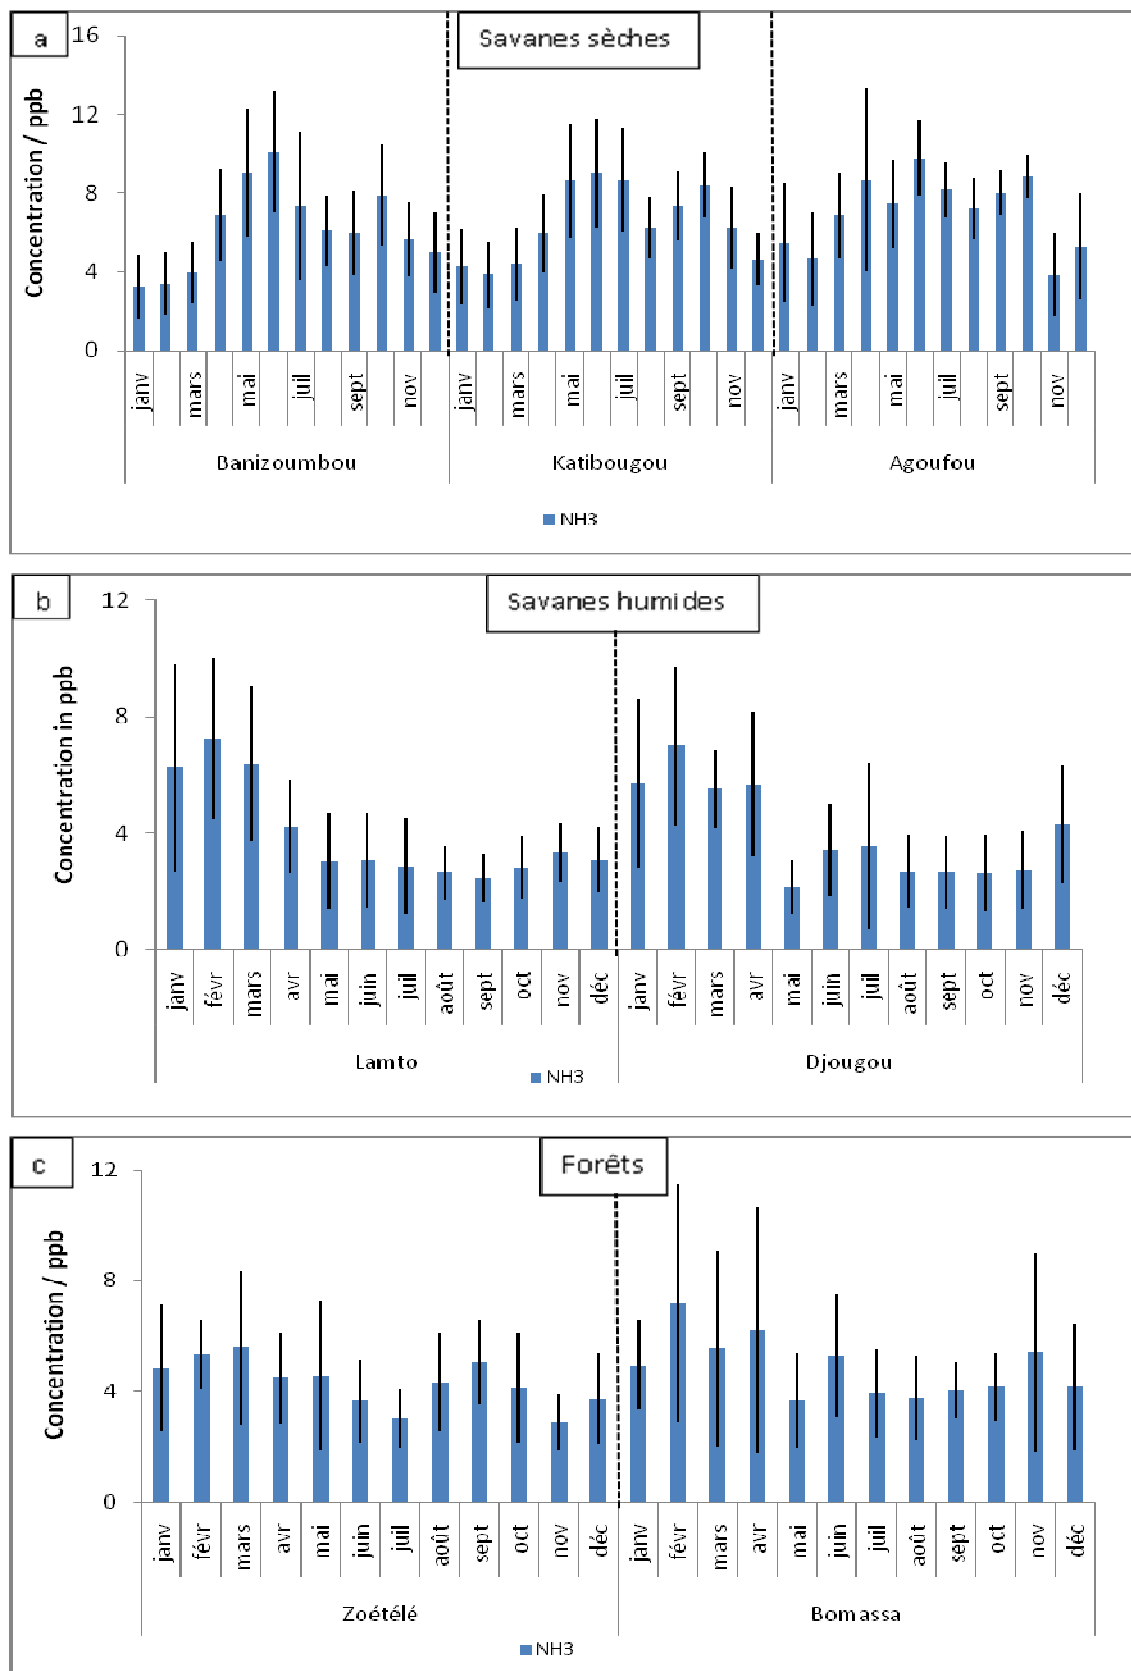 a
Savanes sèches
Concentration / ppb
16
12
8
4
0
janv mars mai juil sept nov janv mars mai juil sept nov janv mars mai juil sept nov
Banizoumbou Katibougou Agoufou
NH3
b
Savanes humides
Concentration in ppb
12
8
4
0
janv févr mars avr mai juin juil août sept oct nov déc janv févr mars avr mai juin juil août sept oct nov déc
Lamto Djougou
NH3
c
Forêts
Concentration / ppb
12
8
4
0
janv févr mars avr mai juin juil août sept oct nov déc janv févr mars avr mai juin juil août sept oct nov déc
Zoétélé Bomassa
NH3